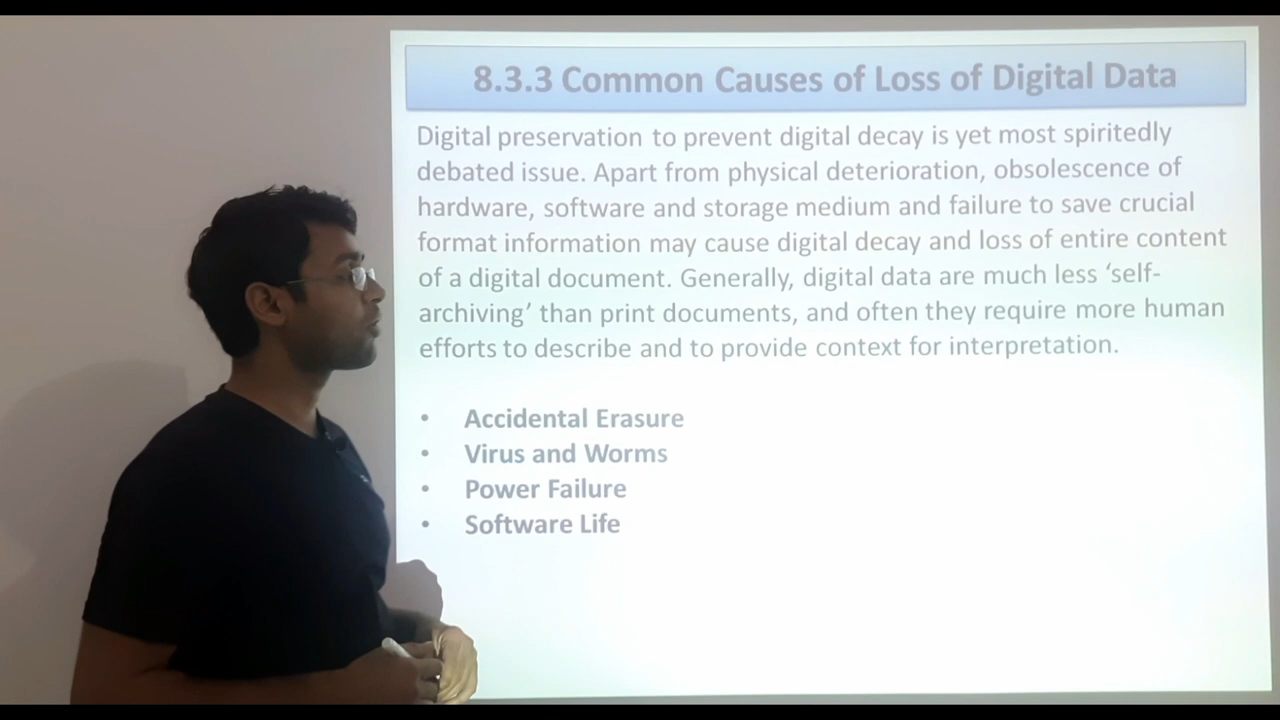 8.3.3 Common Causes of Loss of Digital Data
Digital preservation to prevent digital decay is yet most spiritedly
debated issue. Apart from physical deterioration, obsolescence of
hardware, software and storage medium and failure to save crucial
format information may cause digital decay and loss of entire content
of a digital document. Generally, digital data are much less ‘self-
archiving’ than print documents, and often they require more human
efforts to describe and to provide context for interpretation.
• Accidental Erasure
• Virus and Worms
• Power Failure
• Software Life